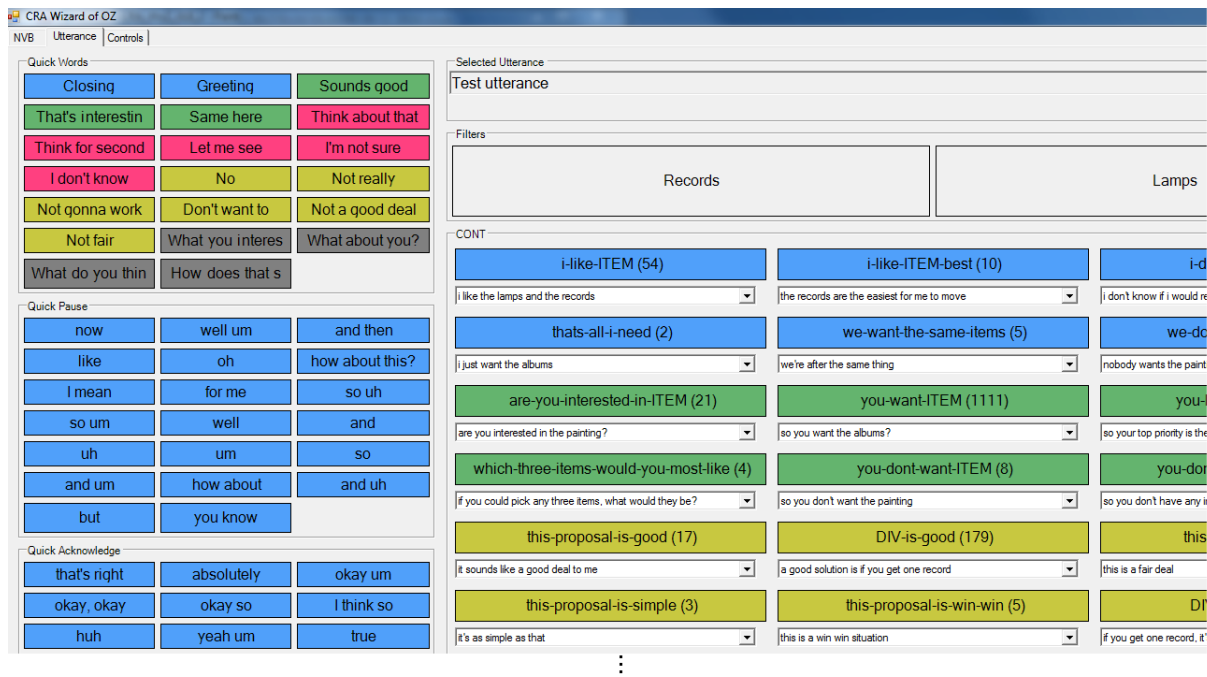 CRA Wizard of OZ
NVB Utterance Controls
Quick Words
Closing Greeting Sounds good
That's interestin Same here Think about that
Think for second Let me see I'm not sure
I don't know No Not really
Not gonna work Don't want to Not a good deal
Not fair What you interes What about you?
What do you thin How does that s
Quick Pause
now well um and then
like oh how about this?
I mean for me so uh
so um well and
uh um so
and um how about and uh
but you know
Quick Acknowledge
that's right absolutely okay um
okay, okay okay so I think so
huh yeah um true
Selected Utterance
Test utterance
Filters
Records Lamps
CONT
i-like-ITEM (54) i-like-ITEM-best (10) i-d
i like the lamps and the records the records are the easiest for me to move i don't know if i would re
thats-all-i-need (2) we-want-the-same-items (5) we-do
i just want the albums we're after the same thing nobody wants the paint
are-you-interested-in-ITEM (21) you-want-ITEM (1111) you-l
are you interested in the painting? so you want the albums? so your top priority is the
which-three-items-would-you-most-like (4) you-dont-want-ITEM (8) you-dor
if you could pick any three items, what would they be? so you don't want the painting so you don't have any i
this-proposal-is-good (17) DIV-is-good (179) this
it sounds like a good deal to me a good solution is if you get one record this is a fair deal
this-proposal-is-simple (3) this-proposal-is-win-win (5) DI
it's as simple as that this is a win win situation if you get one record, it'